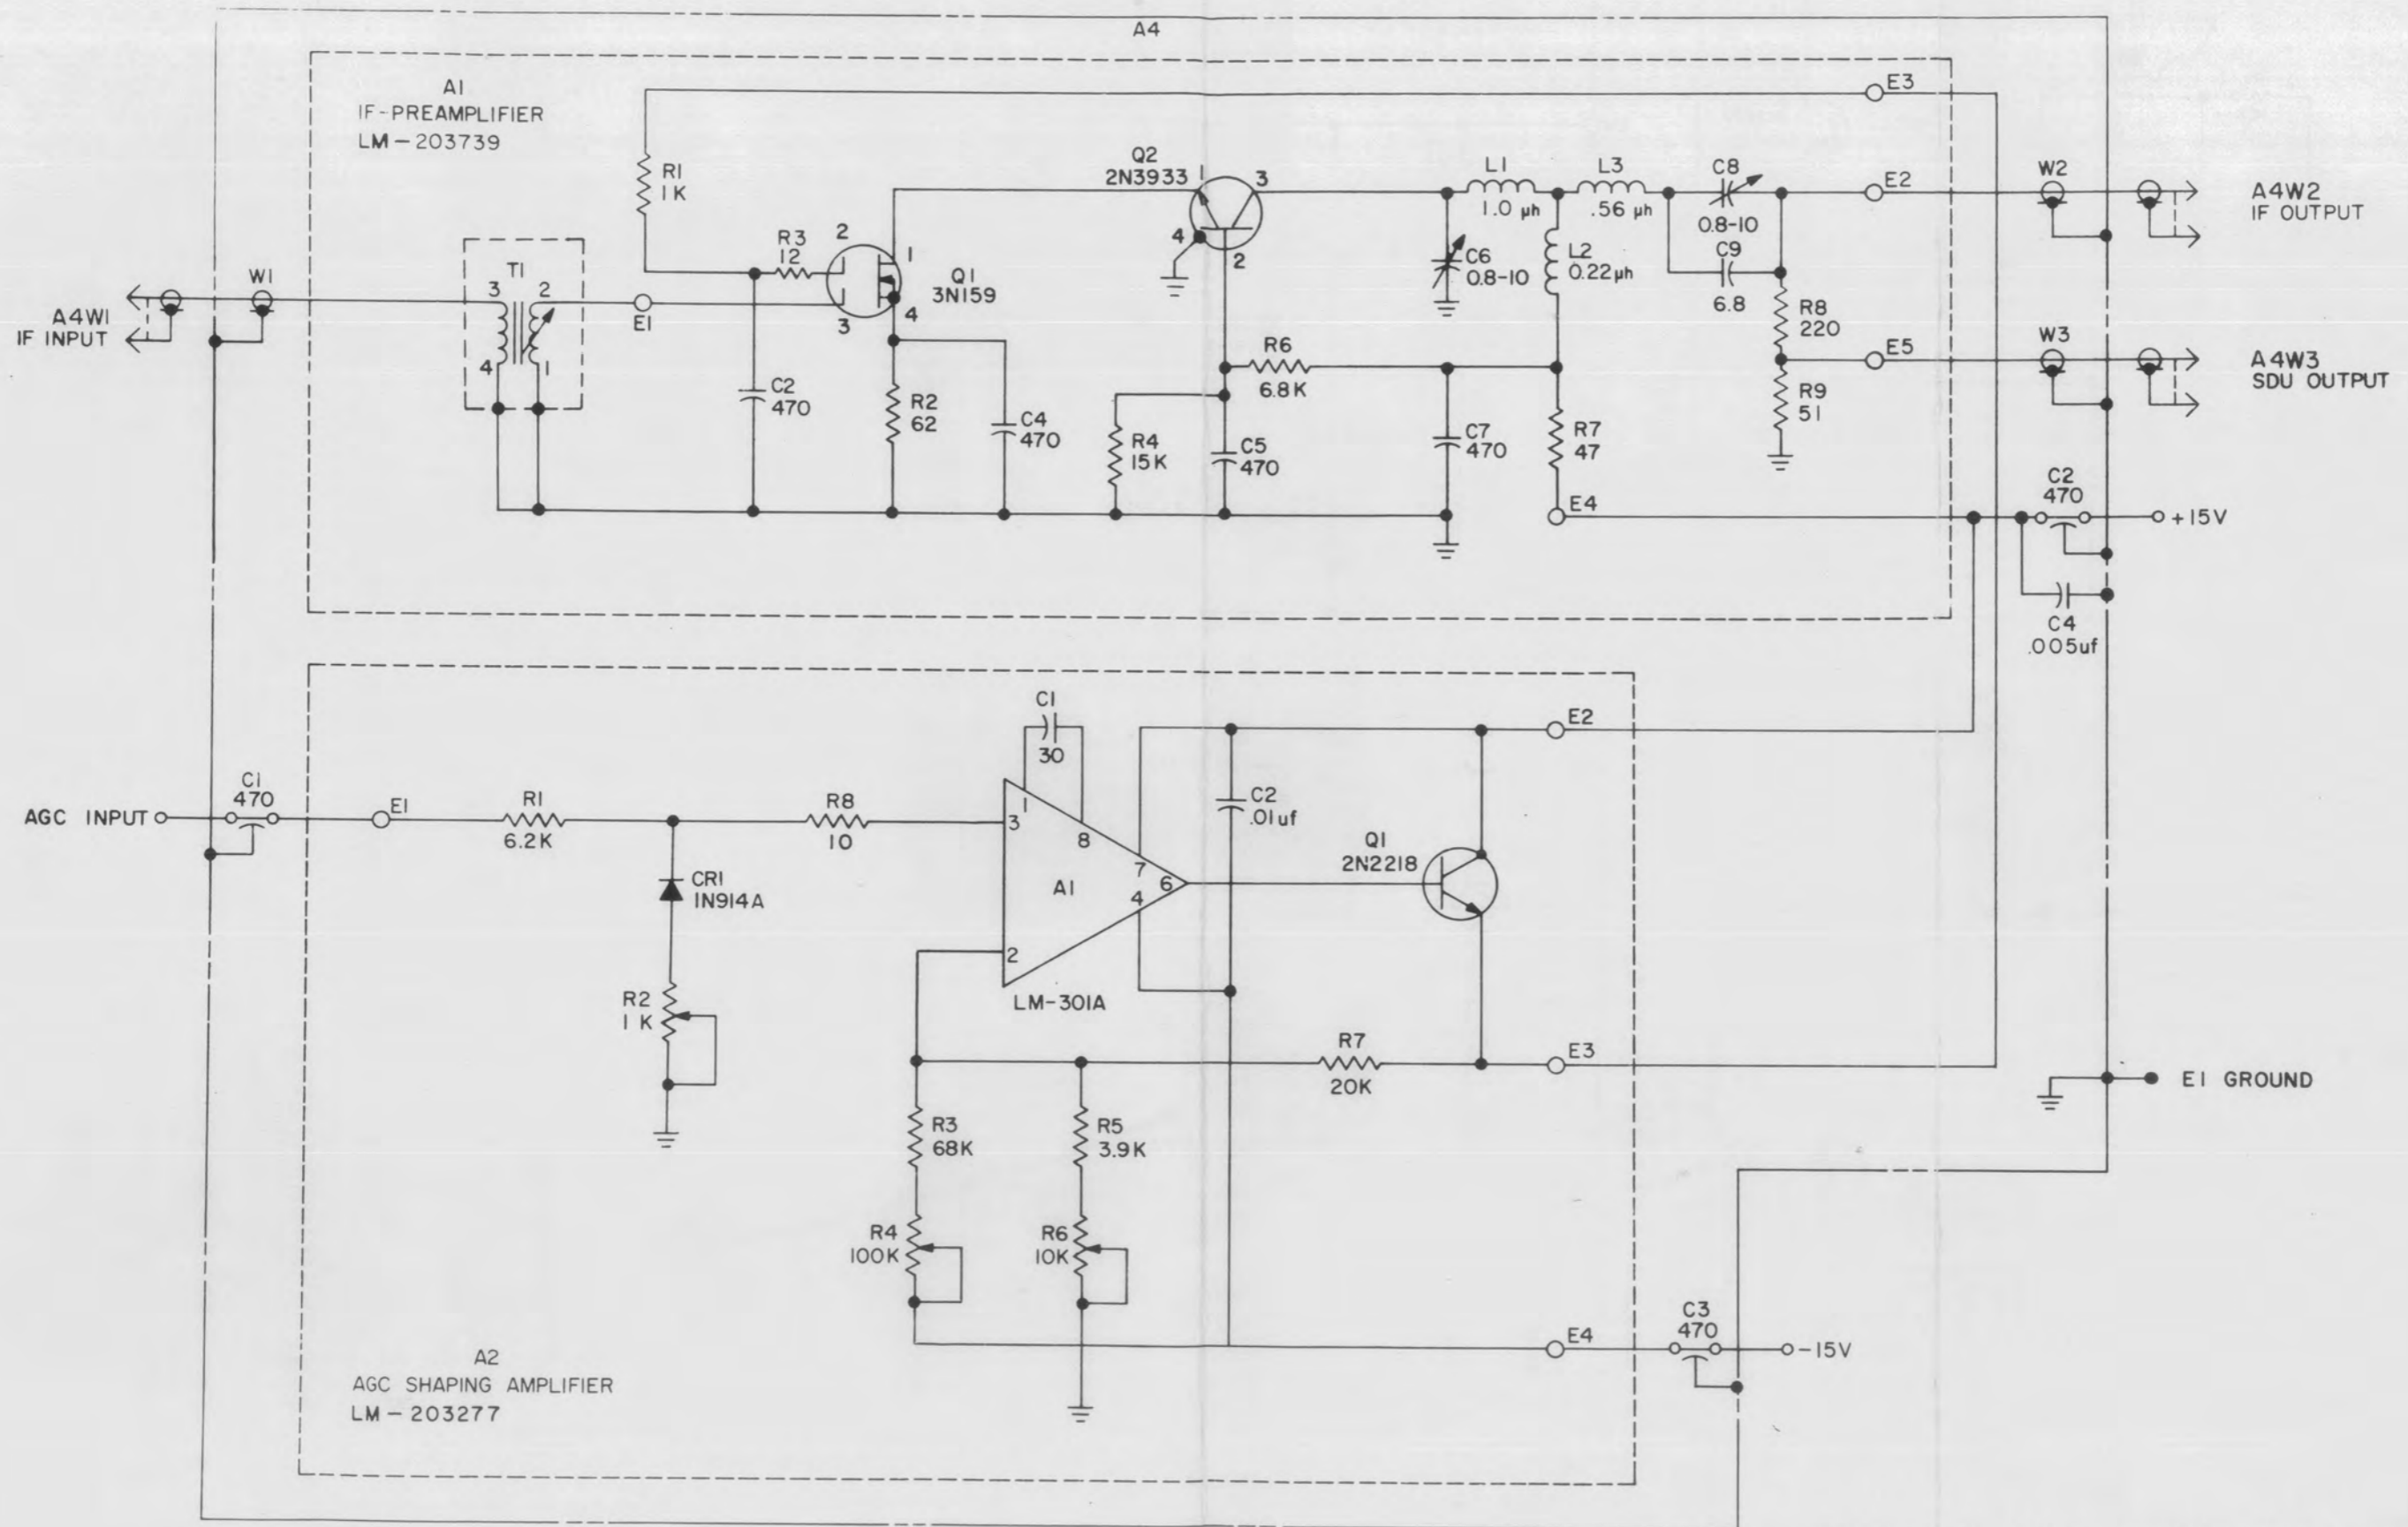 A4
A1
IF-PREAMPLIFIER
LM-203739
R1
1K
T1
3
2
4
1
W1
A4W1
IF INPUT
E1
R3
12
2
3
1
4
Q1
3N159
C2
470
R2
62
C4
470
Q2
2N3933
1
3
4
2
R4
15K
C5
470
R6
6.8K
C6
0.8-10
L1
1.0 µh
L3
.56 µh
L2
0.22µh
C8
0.8-10
C9
6.8
R8
220
R9
51
C7
470
R7
47
E3
E2
E5
E4
W2
A4W2
IF OUTPUT
W3
A4W3
SDU OUTPUT
C2
470
+15V
C4
.005uf
AGC INPUT
C1
470
E1
R1
6.2K
R8
10
CR1
1N914A
R2
1 K
C1
30
1
8
3
7
A1
6
4
2
LM-301A
C2
.01uf
Q1
2N2218
E2
R7
20K
E3
R3
68K
R5
3.9K
R4
100K
R6
10K
E1 GROUND
E4
C3
470
-15V
A2
AGC SHAPING AMPLIFIER
LM-203277